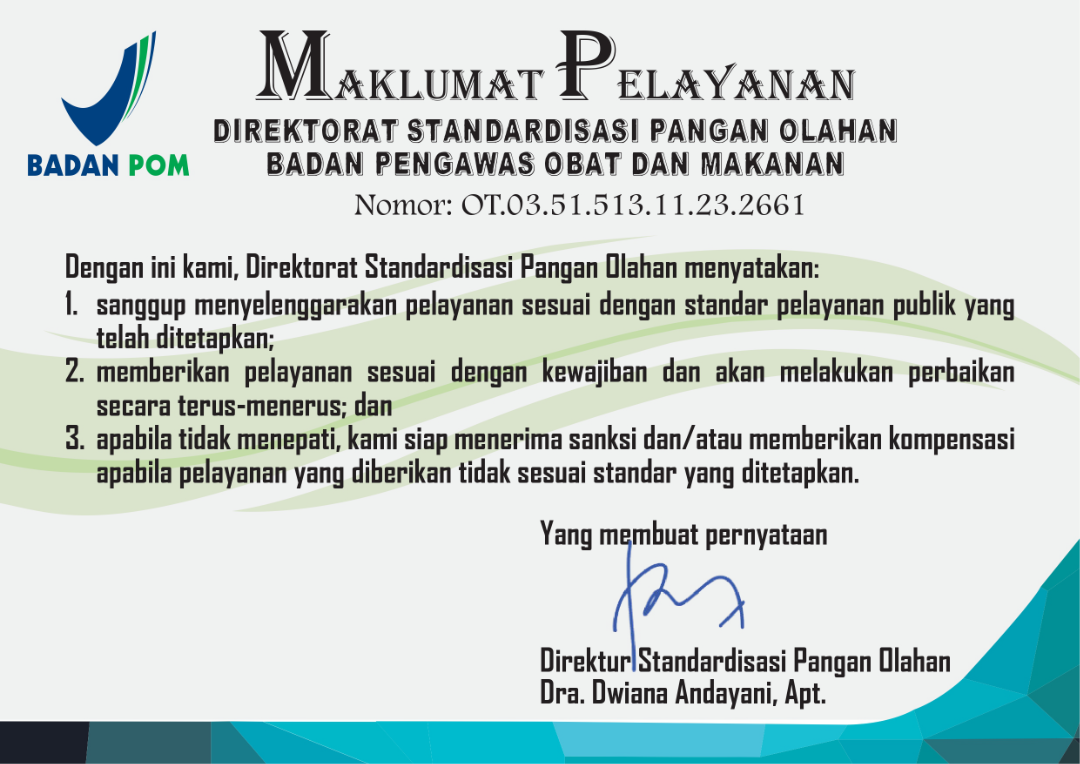 BADAN POM
MAKLUMAT PELAYANAN
DIREKTORAT STANDARDISASI PANGAN OLAHAN
BADAN PENGAWAS OBAT DAN MAKANAN
Nomor: OT.03.51.513.11.23.2661
Dengan ini kami, Direktorat Standardisasi Pangan Olahan menyatakan:
1. sanggup menyelenggarakan pelayanan sesuai dengan standar pelayanan publik yang
telah ditetapkan;
2. memberikan pelayanan sesuai dengan kewajiban dan akan melakukan perbaikan
secara terus-menerus; dan
3. apabila tidak menepati, kami siap menerima sanksi dan/atau memberikan kompensasi
apabila pelayanan yang diberikan tidak sesuai standar yang ditetapkan.
Yang membuat pernyataan
Direktur Standardisasi Pangan Olahan
Dra. Dwiana Andayani, Apt.